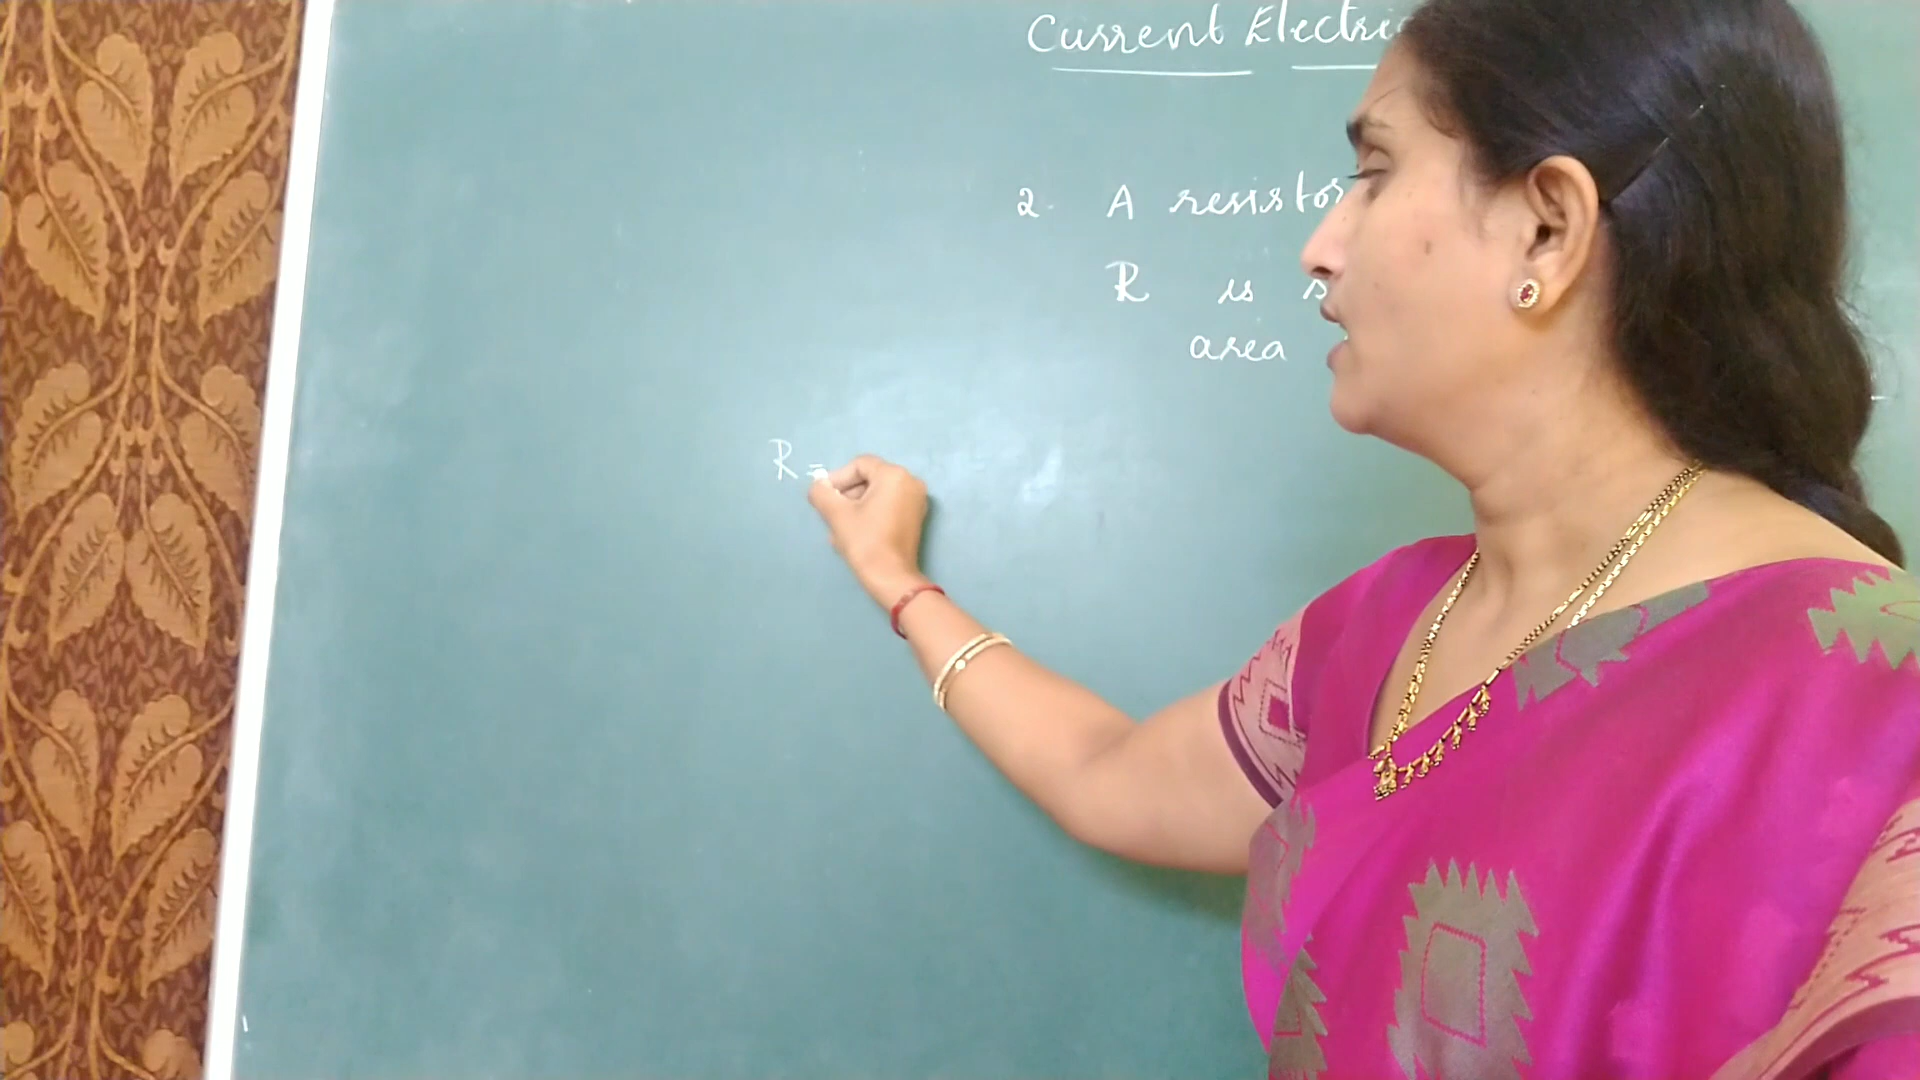 Current Electri
2. A resistor
R is s
area
R =